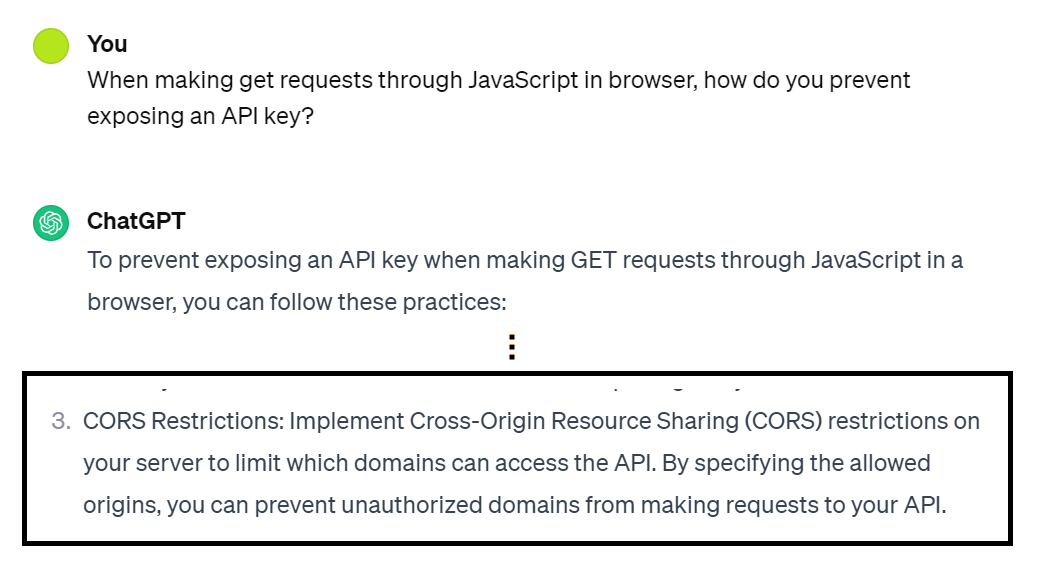 You
When making get requests through JavaScript in browser, how do you prevent
exposing an API key?
ChatGPT
To prevent exposing an API key when making GET requests through JavaScript in a
browser, you can follow these practices:
3. CORS Restrictions: Implement Cross-Origin Resource Sharing (CORS) restrictions on
your server to limit which domains can access the API. By specifying the allowed
origins, you can prevent unauthorized domains from making requests to your API.